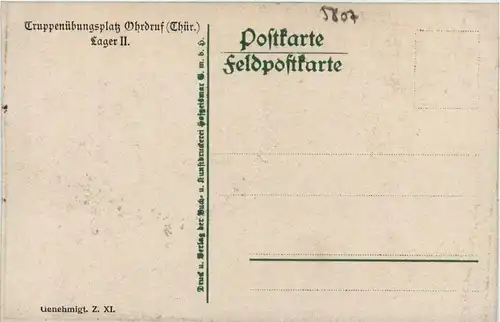 Truppenübungsplatz Ohrdruf (Thür.)
Lager II.
5807
Postkarte
Feldpostkarte
Druck u. Verlag der Buch- u. Kunstdruckerei Hofgeismar G. m. b. H.
Genehmigt. Z. XI.